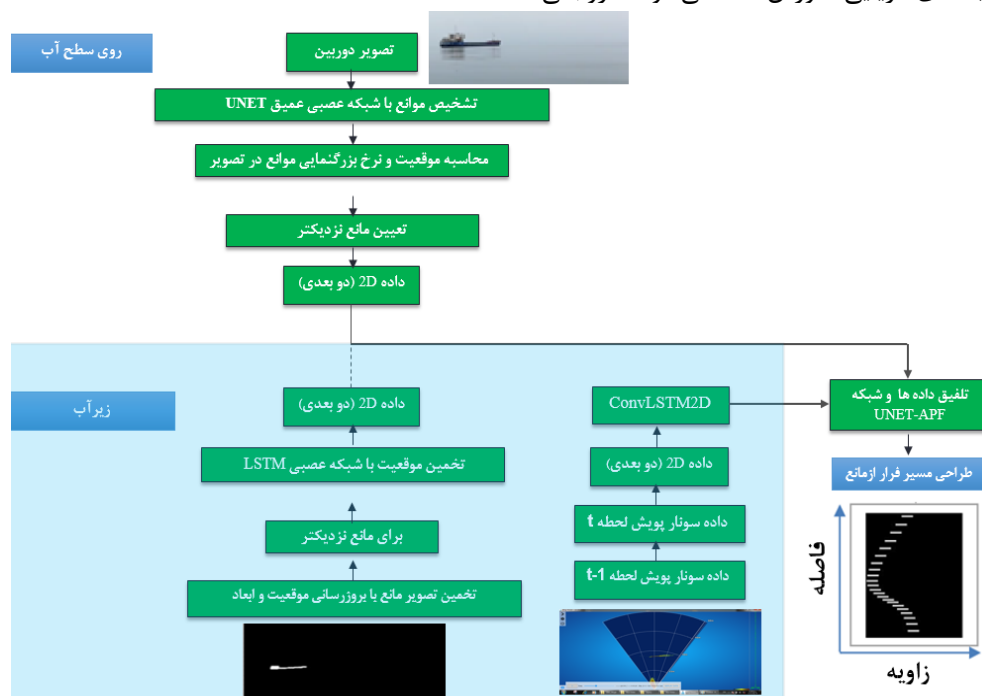 روی سطح آب
تصویر دوربین
تشخیص موانع با شبکه عصبی عمیق UNET
محاسبه موقعیت و نرخ بزرگنمایی موانع در تصویر
تعیین مانع نزدیکتر
داده 2D (دو بعدی)
زیرآب
داده 2D (دو بعدی)
تخمین موقعیت با شبکه عصبی LSTM
برای مانع نزدیکتر
تخمین تصویر مانع با بروزرسانی موقعیت و ابعاد
ConvLSTM2D
داده 2D (دو بعدی)
داده سونار پویش لحظه t
داده سونار پویش لحظه t-1
تلفیق داده ها و شبکه
UNET-APF
طراحی مسیر فرار ازمانع
فاصله
زاویه